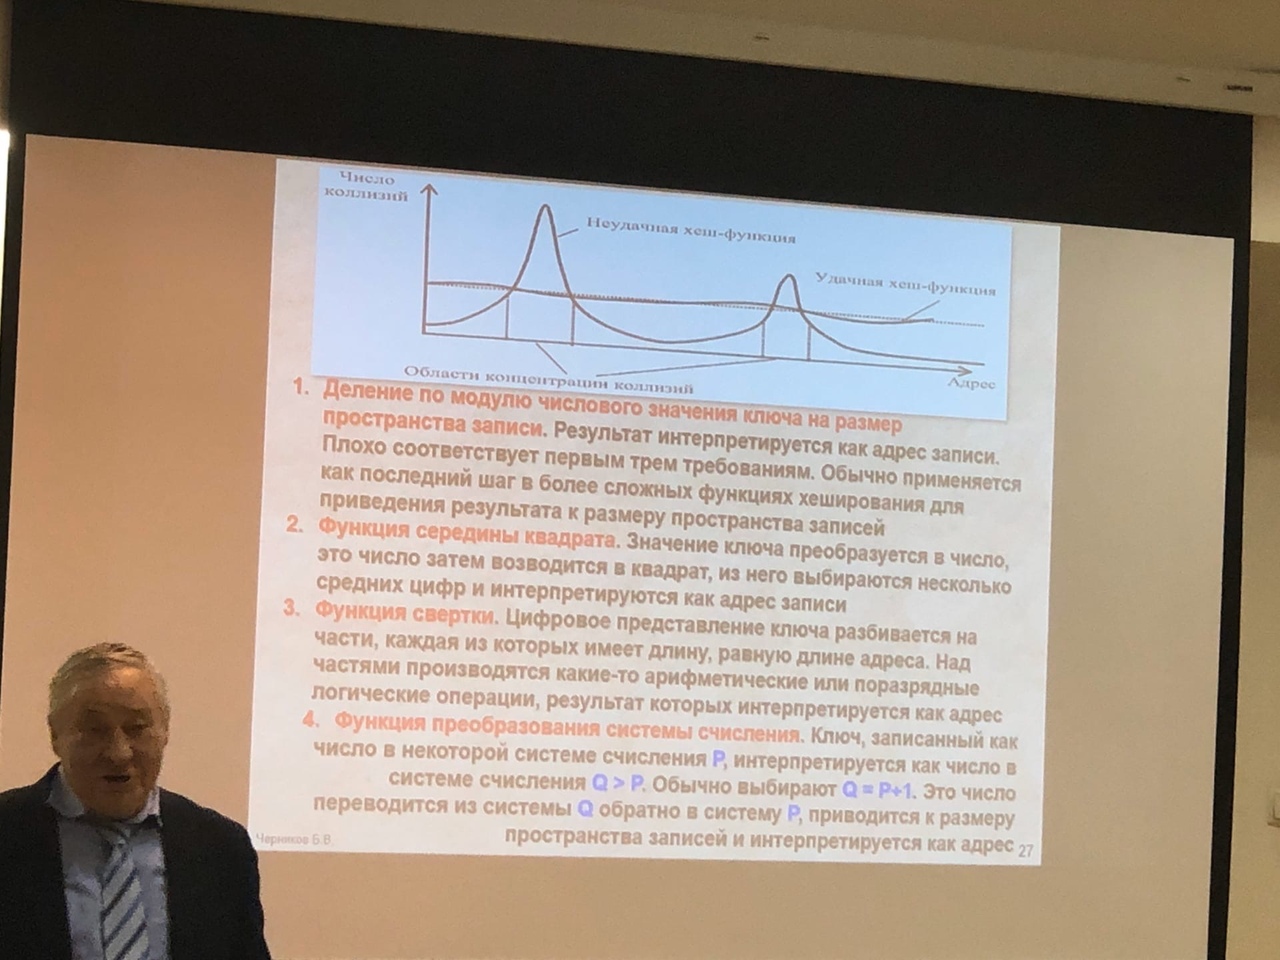 Число
коллизий
Неудачная хеш-функция
Удачная хеш-функция
Области концентрации коллизий
Адрес
1. Деление по модулю числового значения ключа на размер
пространства записи. Результат интерпретируется как адрес записи.
Плохо соответствует первым трем требованиям. Обычно применяется
как последний шаг в более сложных функциях хеширования для
приведения результата к размеру пространства записей
2. Функция середины квадрата. Значение ключа преобразуется в число,
это число затем возводится в квадрат, из него выбираются несколько
средних цифр и интерпретируются как адрес записи
3. Функция свертки. Цифровое представление ключа разбивается на
части, каждая из которых имеет длину, равную длине адреса. Над
частями производятся какие-то арифметические или поразрядные
логические операции, результат которых интерпретируется как адрес
4. Функция преобразования системы счисления. Ключ, записанный как
число в некоторой системе счисления P, интерпретируется как число в
системе счисления Q > P. Обычно выбирают Q = P+1. Это число
переводится из системы Q обратно в систему P, приводится к размеру
пространства записей и интерпретируется как адрес
Черников Б.В.
27